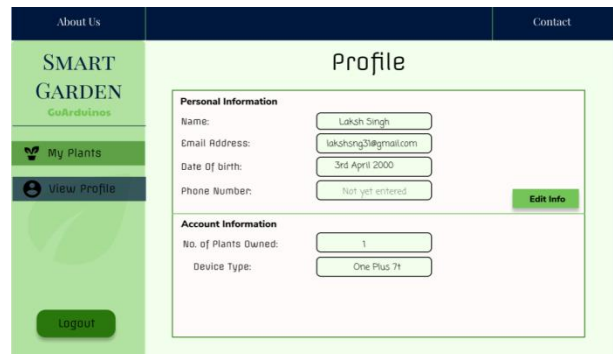 About Us
Contact
SMART
GARDEN
GuArduinos
My Plants
View Profile
Logout
Profile
Personal Information
Name: Laksh Singh
Email Address: lakshsng31@gmail.com
Date Of birth: 3rd April 2000
Phone Number: Not yet entered
Edit Info
Account Information
No. of Plants Owned: 1
Device Type: One Plus 7t